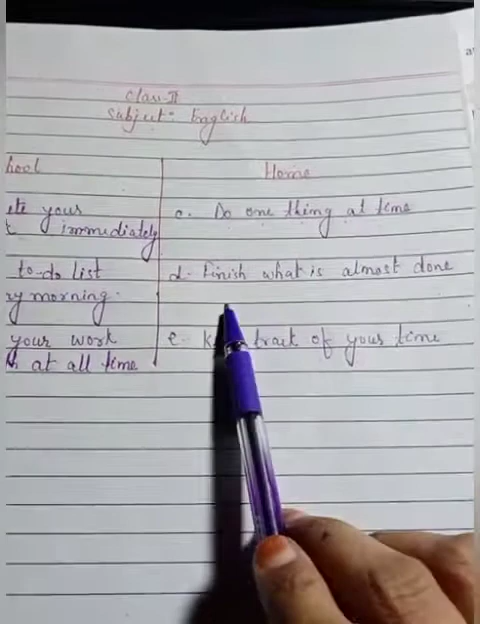 Class-II
Subject: English
hool
Home
ete your
immediately
c. Do one thing at time
to-do list
ry morning.
d. Finish what is almost done
your work
h at all time
e. track of your time